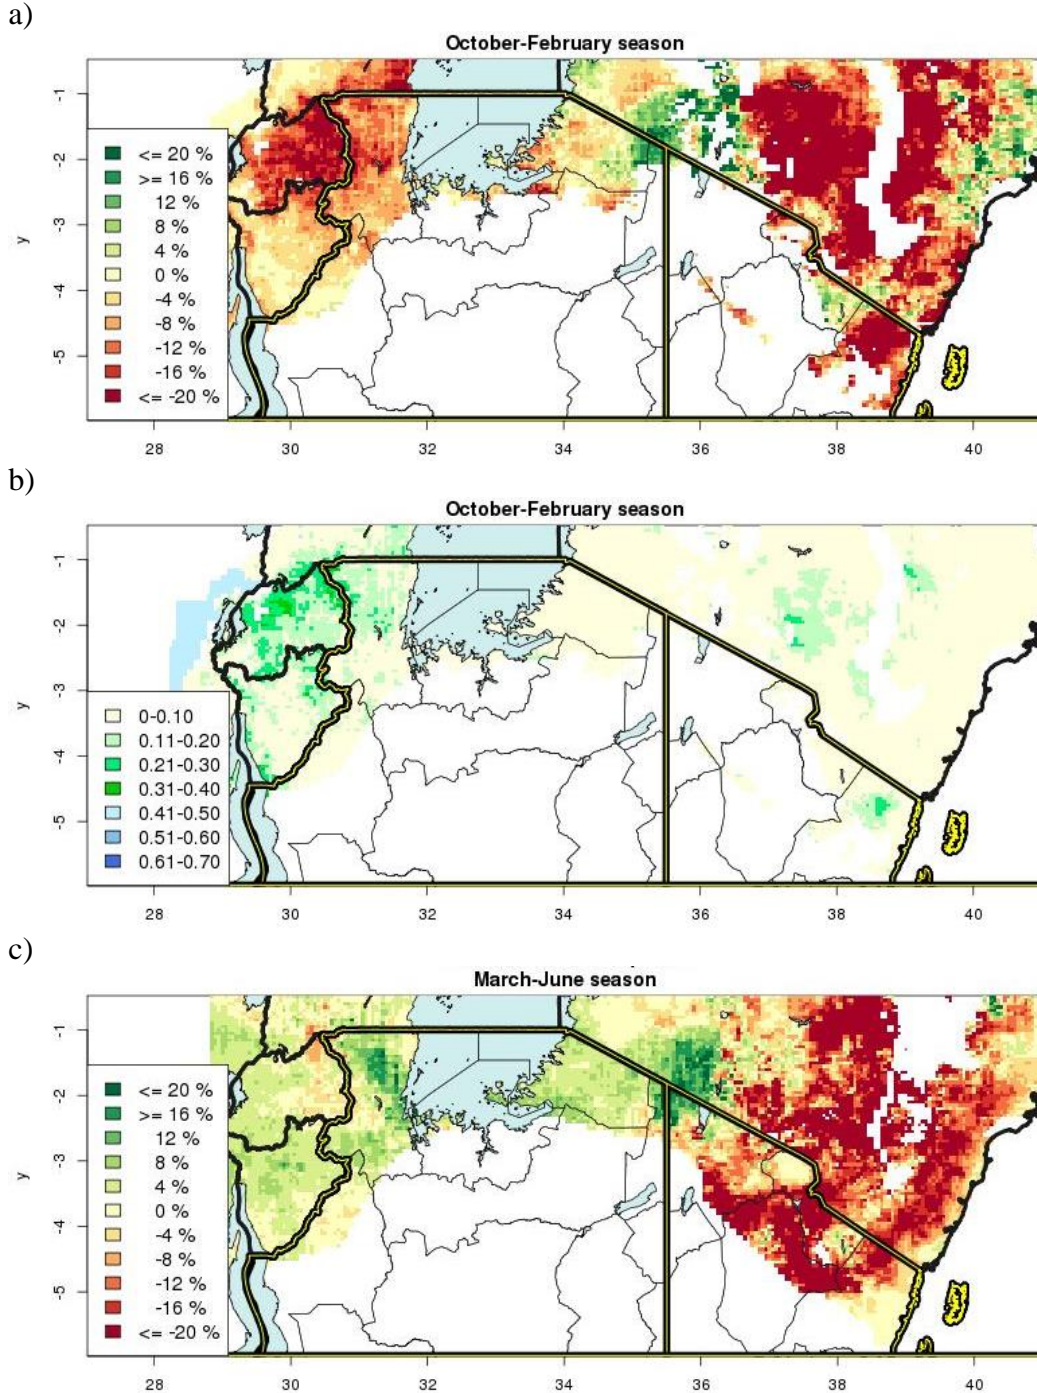 a)
October-February season
-1
-2
-3
-4
-5
y
<= 20 %
>= 16 %
12 %
8 %
4 %
0 %
-4 %
-8 %
-12 %
-16 %
<= -20 %
28 30 32 34 36 38 40
b)
October-February season
-1
-2
-3
-4
-5
y
0-0.10
0.11-0.20
0.21-0.30
0.31-0.40
0.41-0.50
0.51-0.60
0.61-0.70
28 30 32 34 36 38 40
c)
March-June season
-1
-2
-3
-4
-5
y
<= 20 %
>= 16 %
12 %
8 %
4 %
0 %
-4 %
-8 %
-12 %
-16 %
<= -20 %
28 30 32 34 36 38 40